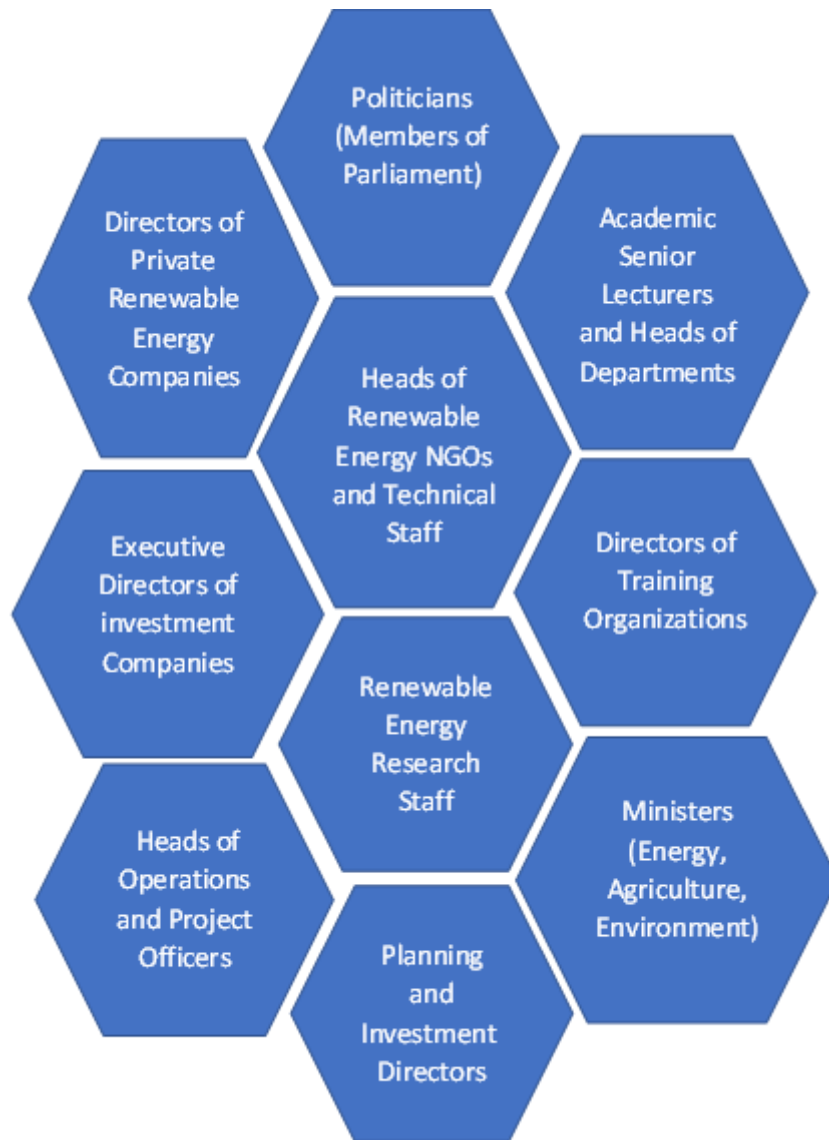 Politicians
(Members of
Parliament)
Directors of
Private
Renewable
Energy
Companies
Academic
Senior
Lecturers
and Heads of
Departments
Heads of
Renewable
Energy NGOs
and Technical
Staff
Executive
Directors of
investment
Companies
Directors of
Training
Organizations
Renewable
Energy
Research
Staff
Heads of
Operations
and Project
Officers
Ministers
(Energy,
Agriculture,
Environment)
Planning
and
Investment
Directors